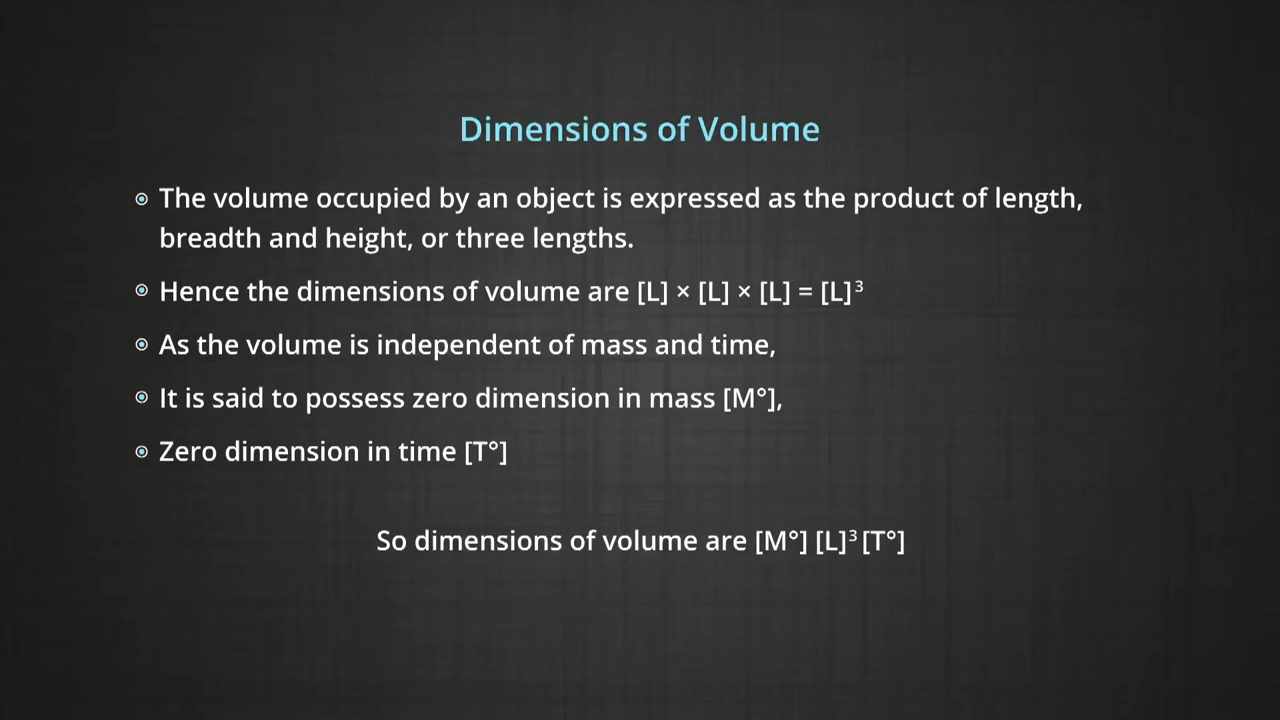 Dimensions of Volume
The volume occupied by an object is expressed as the product of length,
breadth and height, or three lengths.
Hence the dimensions of volume are [L] × [L] × [L] = [L]³
As the volume is independent of mass and time,
It is said to possess zero dimension in mass [M°],
Zero dimension in time [T°]
So dimensions of volume are [M°] [L]³ [T°]